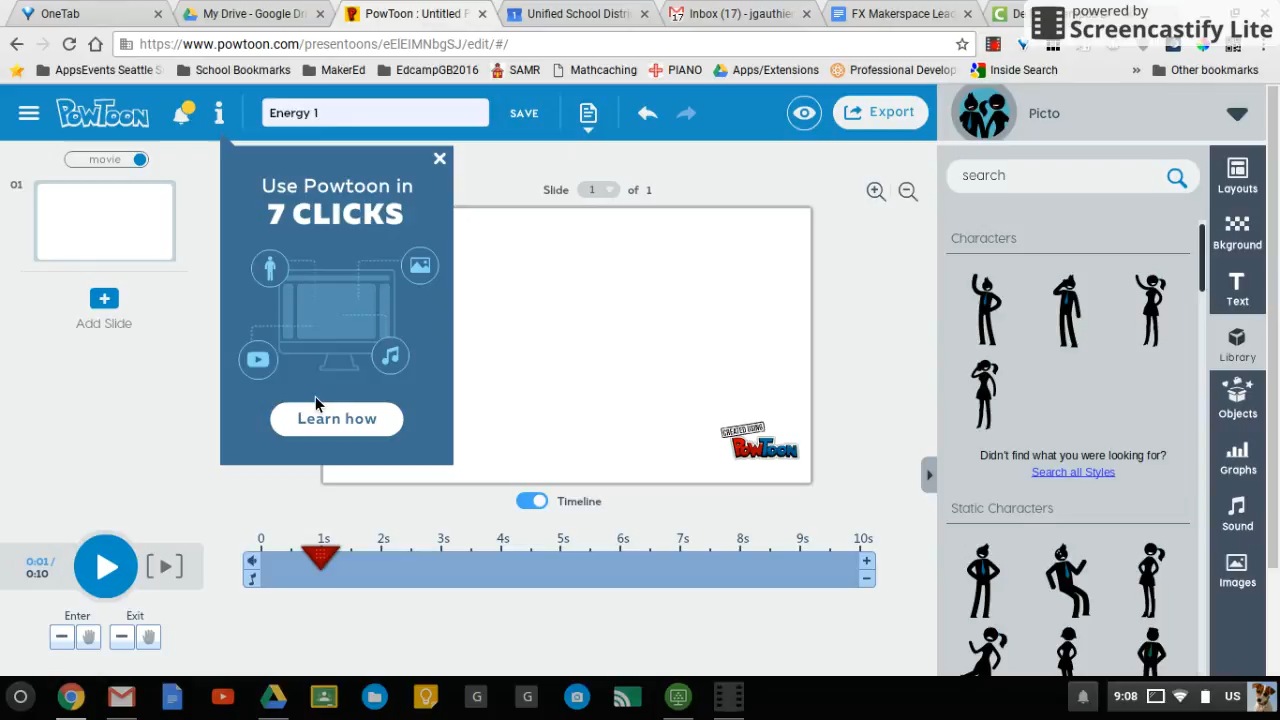 OneTab
My Drive - Google Dr
PowToon : Untitled P
Unified School Distri
Inbox (17) - jgauthie
FX Makerspace Lead
De
powered by
Screencastify Lite
https://www.powtoon.com/presentoons/eElEIMNbgSJ/edit/#/
AppsEvents Seattle S
School Bookmarks
MakerEd
EdcampGB2016
SAMR
Mathcaching
PIANO
Apps/Extensions
Professional Develop
Inside Search
»
Other bookmarks
POWTOON
Energy 1
SAVE
Export
Picto
movie
01
Add Slide
Use Powtoon in
7 CLICKS
Learn how
Slide 1 of 1
CREATED USING
POWTOON
Timeline
search
Characters
Didn't find what you were looking for?
Search all Styles
Static Characters
Layouts
Bkground
Text
Library
Objects
Graphs
Sound
Images
0 1s 2s 3s 4s 5s 6s 7s 8s 9s 10s
0:01 /
0:10
Enter Exit
9:08
US